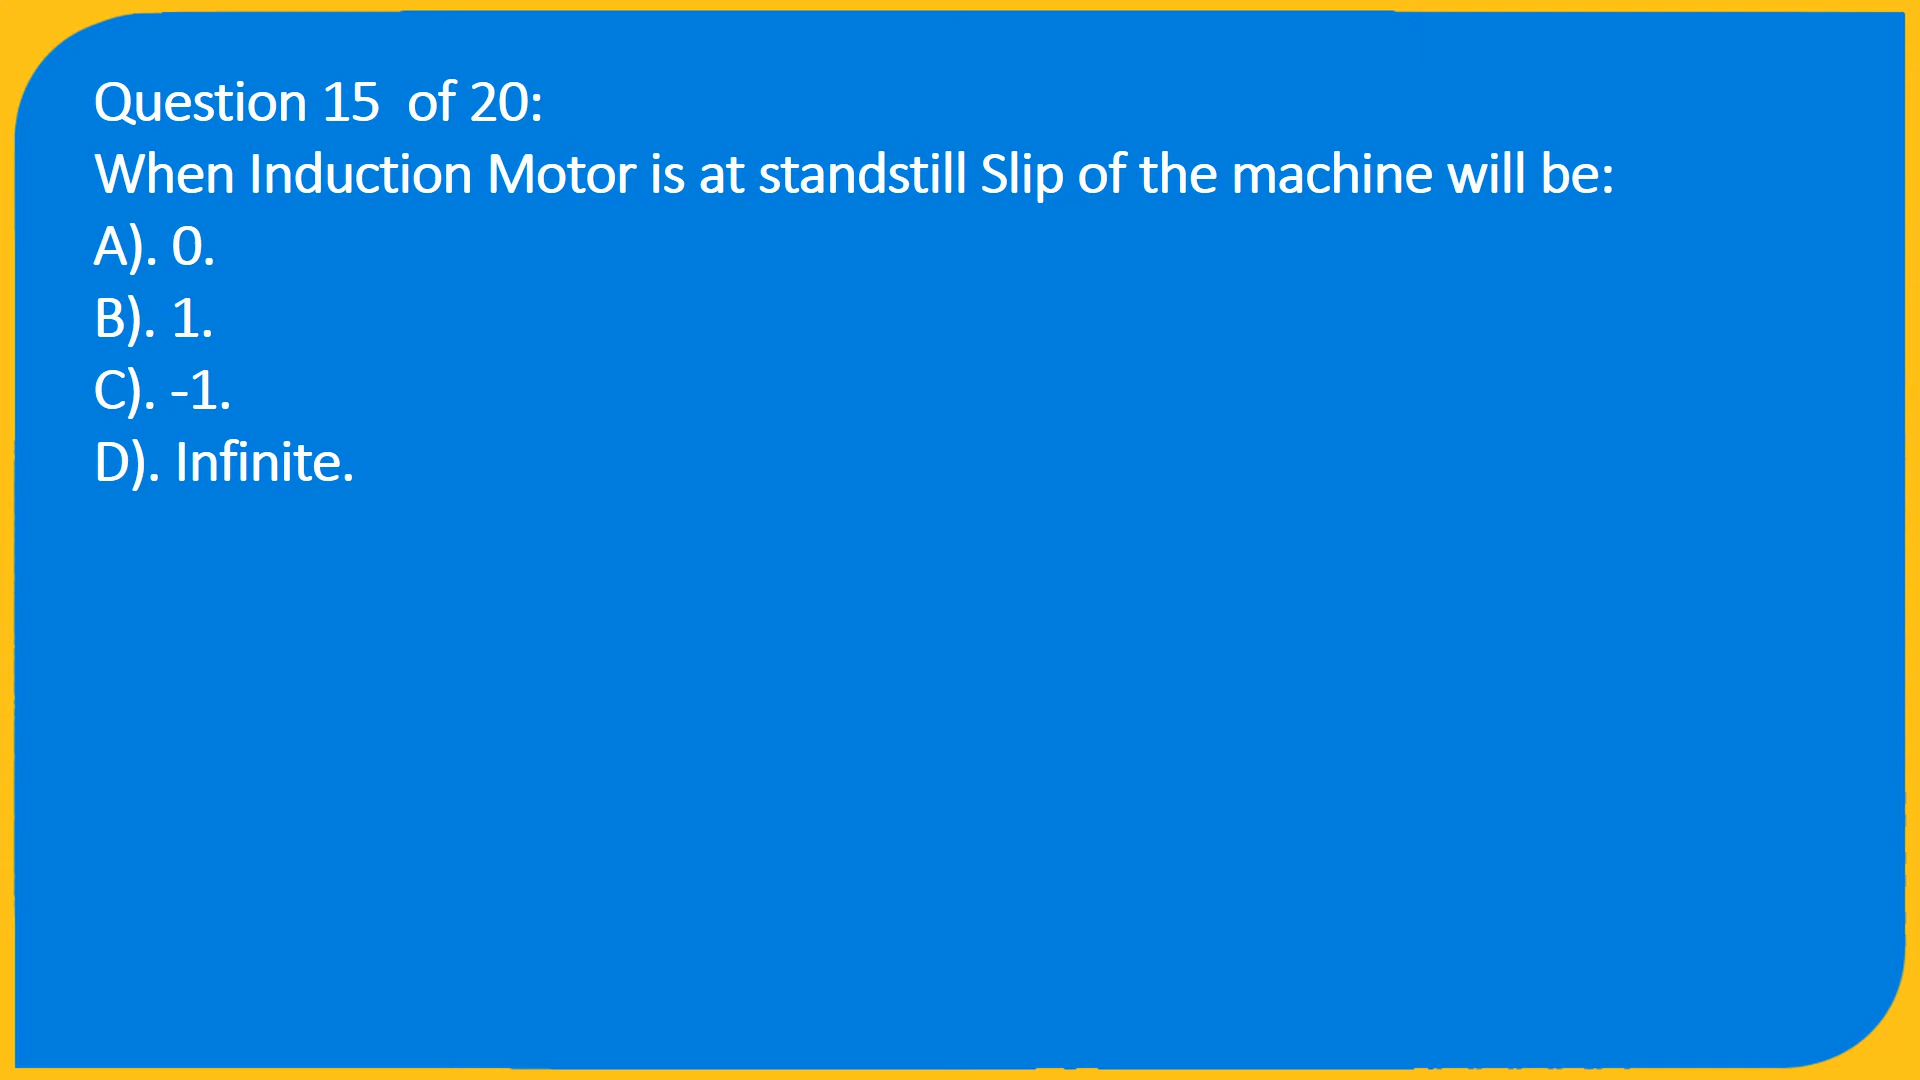 Question 15  of 20:
When Induction Motor is at standstill Slip of the machine will be:
A). 0.
B). 1.
C). -1.
D). Infinite.